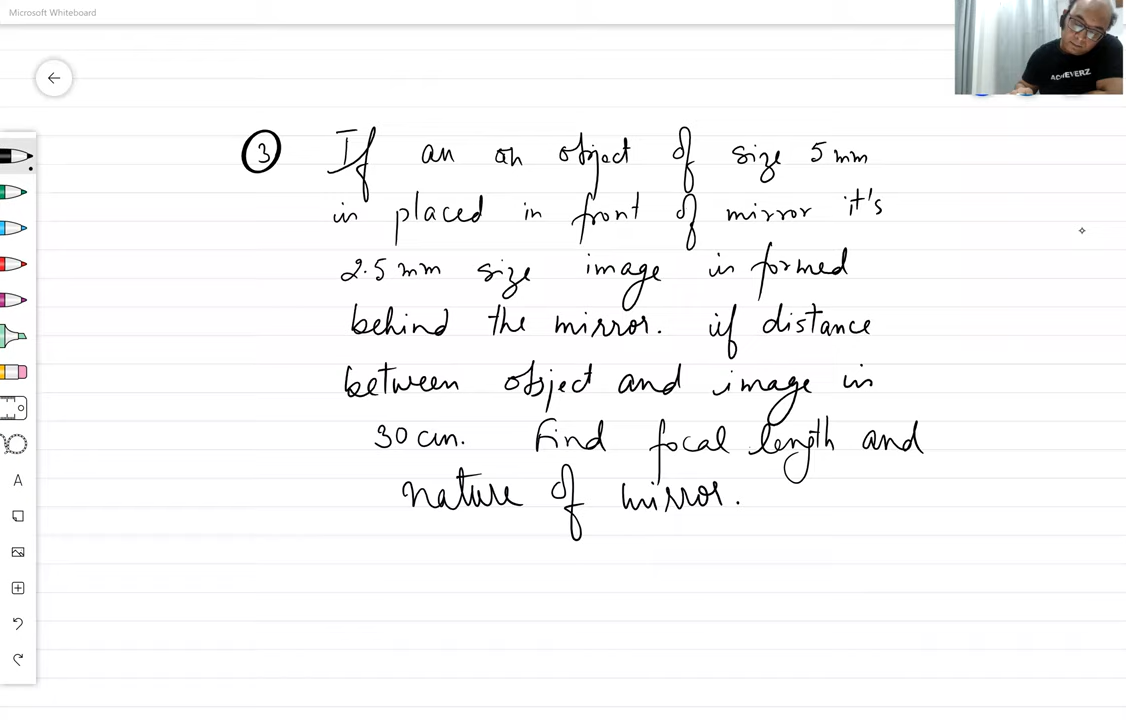 Microsoft Whiteboard
ACHIEVERZ
3 If an an object of size 5 mm
is placed in front of mirror it's
2.5 mm size image is formed
behind the mirror. if distance
between object and image is
30 cm. Find focal length and
nature of mirror.
A